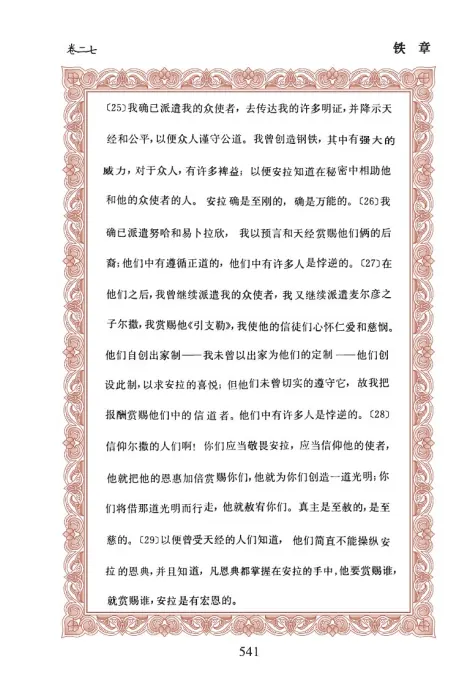 卷二七
铁 章
〔25〕我确已派遣我的众使者，去传达我的许多明证，并降示天
经和公平，以便众人谨守公道。我曾创造钢铁，其中有强大的
威力，对于众人，有许多裨益；以便安拉知道在秘密中相助他
和他的众使者的人。安拉确是至刚的，确是万能的。〔26〕我
确已派遣努哈和易卜拉欣，我以预言和天经赏赐他们俩的后
裔；他们中有遵循正道的，他们中有许多人是悖逆的。〔27〕在
他们之后，我曾继续派遣我的众使者，我又继续派遣麦尔彦之
子尔撒，我赏赐他《引支勒》，我使他的信徒们心怀仁爱和慈悯。
他们自创出家制——我未曾以出家为他们的定制——他们创
设此制，以求安拉的喜悦；但他们未曾切实的遵守它，故我把
报酬赏赐他们中的信道者。他们中有许多人是悖逆的。〔28〕
信仰尔撒的人们啊！你们应当敬畏安拉，应当信仰他的使者，
他就把他的恩惠加倍赏赐你们，他就为你们创造一道光明；你
们将借那道光明而行走，他就赦宥你们。真主是至赦的，是至
慈的。〔29〕以便曾受天经的人们知道，他们简直不能操纵安
拉的恩典，并且知道，凡恩典都掌握在安拉的手中，他要赏赐谁，
就赏赐谁，安拉是有宏恩的。
541